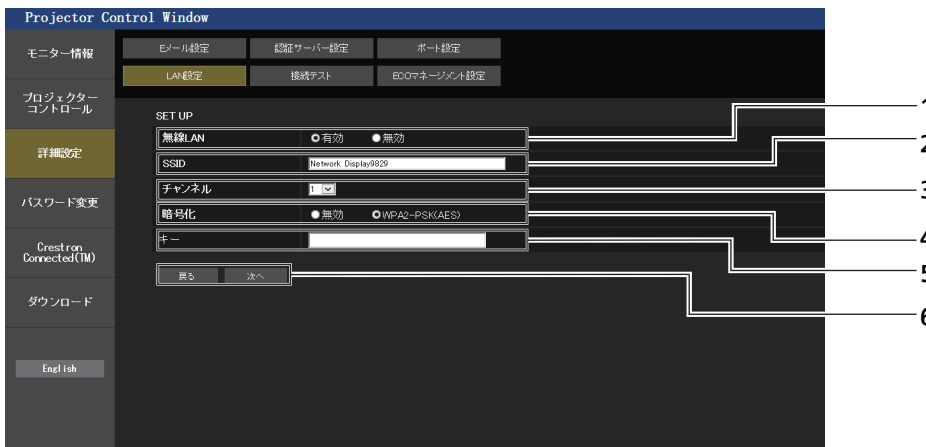 Projector Control Window
モニター情報
プロジェクター
コントロール
詳細設定
パスワード変更
Crestron
Connected(TM)
ダウンロード
English
Eメール設定 認証サーバー設定 ポート設定
LAN設定 接続テスト ECOマネージメント設定
SET UP
無線LAN 有効 無効 1
SSID Network Display9829 2
チャンネル 1 3
暗号化 無効 WPA2-PSK(AES) 4
キー 5
戻る 次へ 6